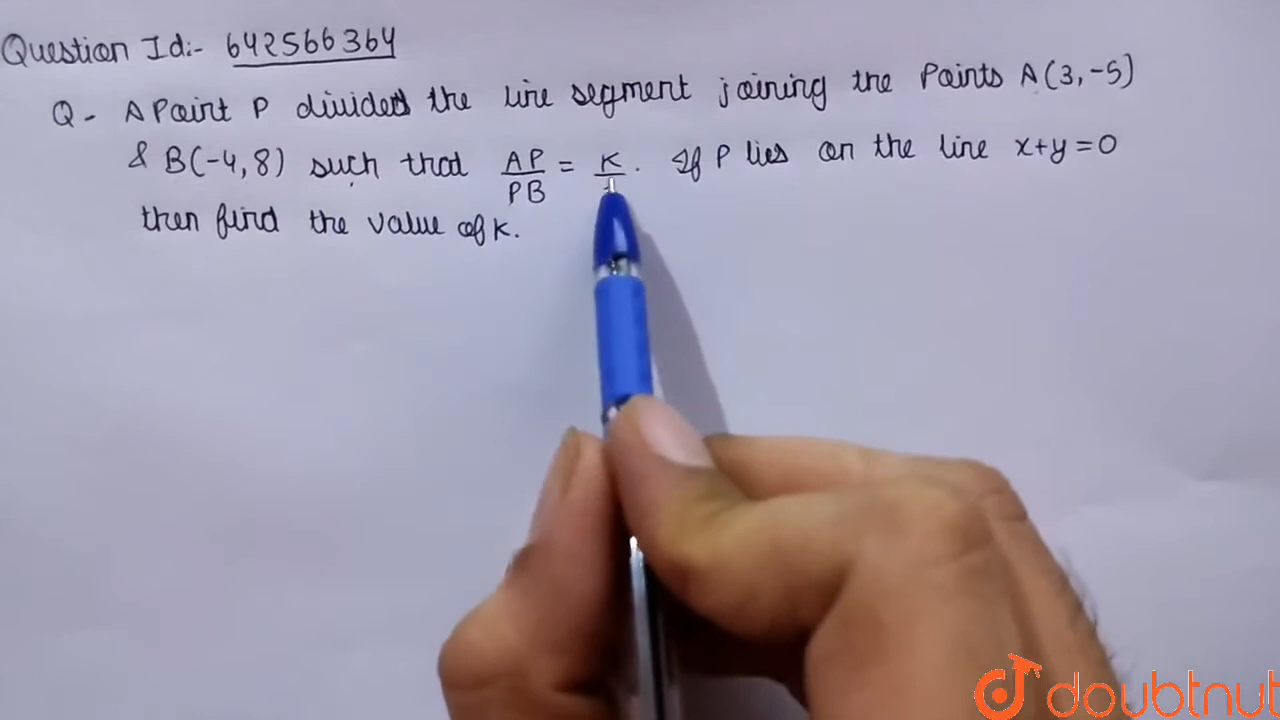 Question Id:- 642566364
Q- A Point P divides the line segment joining the Points A(3,-5)
& B(-4,8) such that AP/PB = K/ . If P lies on the line x+y=0
then find the value of K.
doubtnut